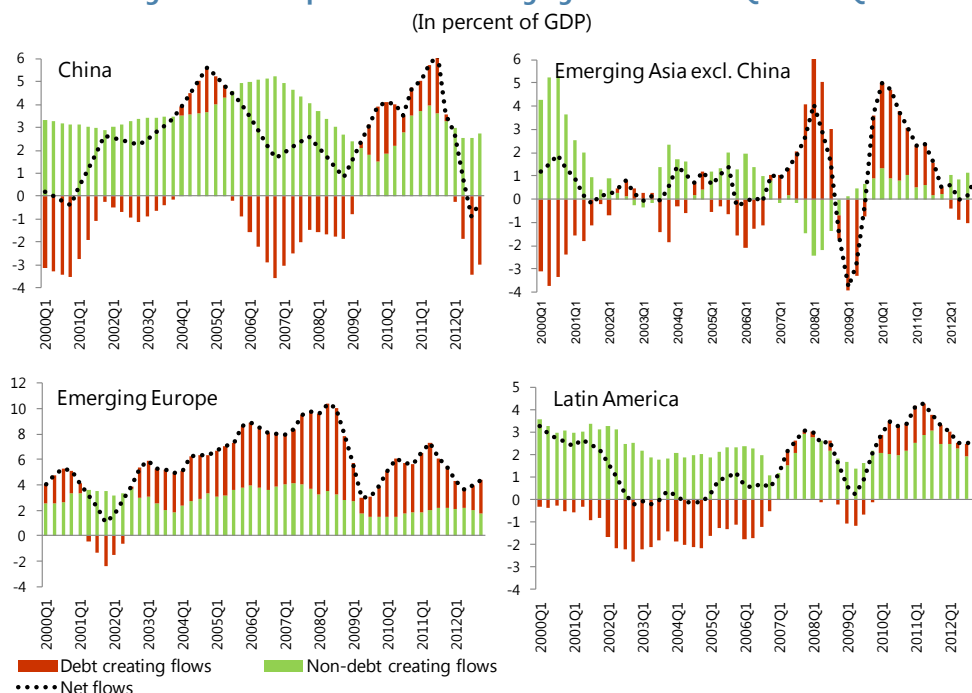 (In percent of GDP)
China
6
5
4
3
2
1
0
-1
-2
-3
-4
2000Q1
2001Q1
2002Q1
2003Q1
2004Q1
2005Q1
2006Q1
2007Q1
2008Q1
2009Q1
2010Q1
2011Q1
2012Q1
Emerging Asia excl. China
6
5
4
3
2
1
0
-1
-2
-3
-4
2000Q1
2001Q1
2002Q1
2003Q1
2004Q1
2005Q1
2006Q1
2007Q1
2008Q1
2009Q1
2010Q1
2011Q1
2012Q1
Emerging Europe
12
10
8
6
4
2
0
-2
-4
2000Q1
2001Q1
2002Q1
2003Q1
2004Q1
2005Q1
2006Q1
2007Q1
2008Q1
2009Q1
2010Q1
2011Q1
2012Q1
Latin America
5
4
3
2
1
0
-1
-2
-3
-4
2000Q1
2001Q1
2002Q1
2003Q1
2004Q1
2005Q1
2006Q1
2007Q1
2008Q1
2009Q1
2010Q1
2011Q1
2012Q1
Debt creating flows
Non-debt creating flows
Net flows